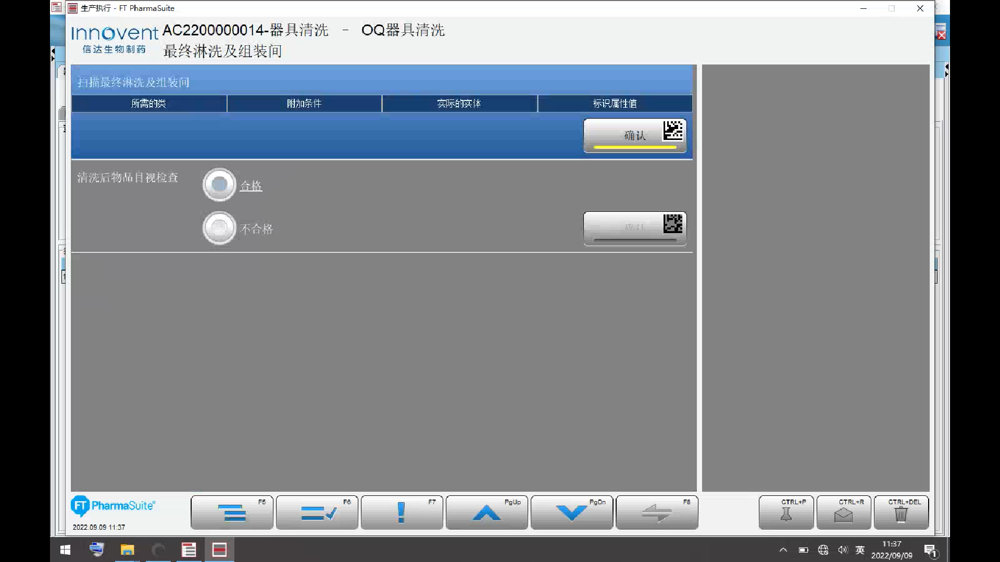 生产执行 - FT PharmaSuite
Innovent
信达生物制药
AC2200000014-器具清洗 - OQ器具清洗
最终淋洗及组装间
扫描最终淋洗及组装间
所需的类 附加条件 实际的实体 标识属性值
确认
清洗后物品目视检查
合格
不合格
确认
FT PharmaSuite®
2022.09.09 11:37
F5 F6 F7 PgUp PgDn F8 CTRL+P CTRL+R CTRL+DEL
英
11:37
2022/09/09
1